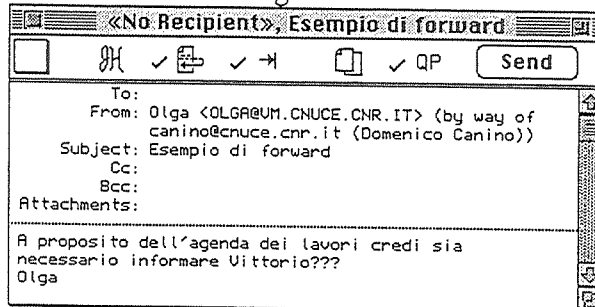 «No Recipient», Esempio di forward
QP Send
To:
From: Olga <OLGA@VM.CNUCE.CNR.IT> (by way of
canino@cnuce.cnr.it (Domenico Canino))
Subject: Esempio di forward
Cc:
Bcc:
Attachments:
A proposito dell'agenda dei lavori credi sia
necessario informare Vittorio???
Olga